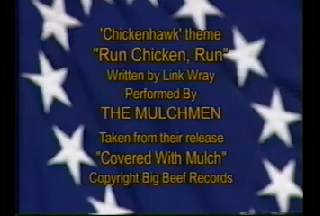 'Chickenhawk' theme
"Run Chicken, Run"
Written by Link Wray
Performed By
THE MULCHMEN
Taken from their release
"Covered With Mulch"
Copyright Big Beef Records